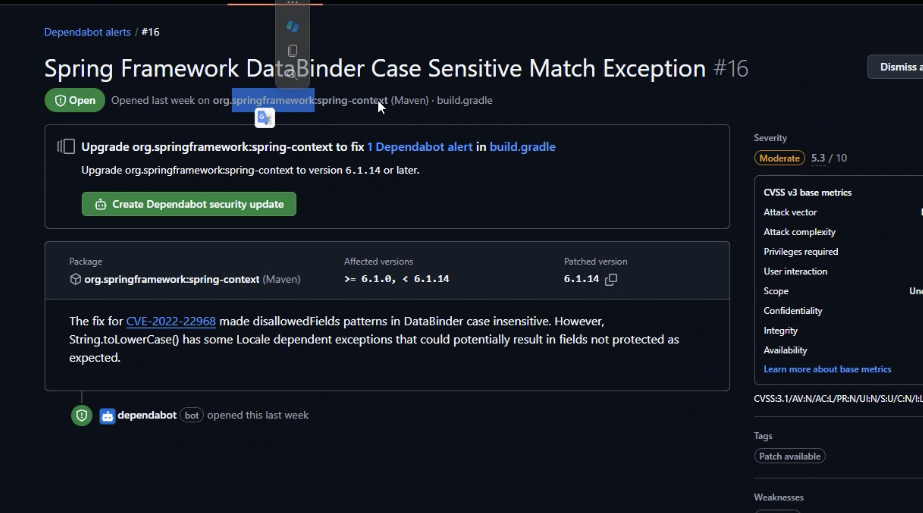 Dependabot alerts / #16
Spring Framework DataBinder Case Sensitive Match Exception #16
Dismiss a
Open Opened last week on org.springframework:spring-context (Maven) · build.gradle
Upgrade org.springframework:spring-context to fix 1 Dependabot alert in build.gradle
Upgrade org.springframework:spring-context to version 6.1.14 or later.
Create Dependabot security update
Package Affected versions Patched version
org.springframework:spring-context (Maven) >= 6.1.0, < 6.1.14 6.1.14
The fix for CVE-2022-22968 made disallowedFields patterns in DataBinder case insensitive. However,
String.toLowerCase() has some Locale dependent exceptions that could potentially result in fields not protected as
expected.
dependabot bot opened this last week
Severity
Moderate 5.3 / 10
CVSS v3 base metrics
Attack vector
Attack complexity
Privileges required
User interaction
Scope Un
Confidentiality
Integrity
Availability
Learn more about base metrics
CVSS:3.1/AV:N/AC:L/PR:N/UI:N/S:U/C:N/I:L
Tags
Patch available
Weaknesses